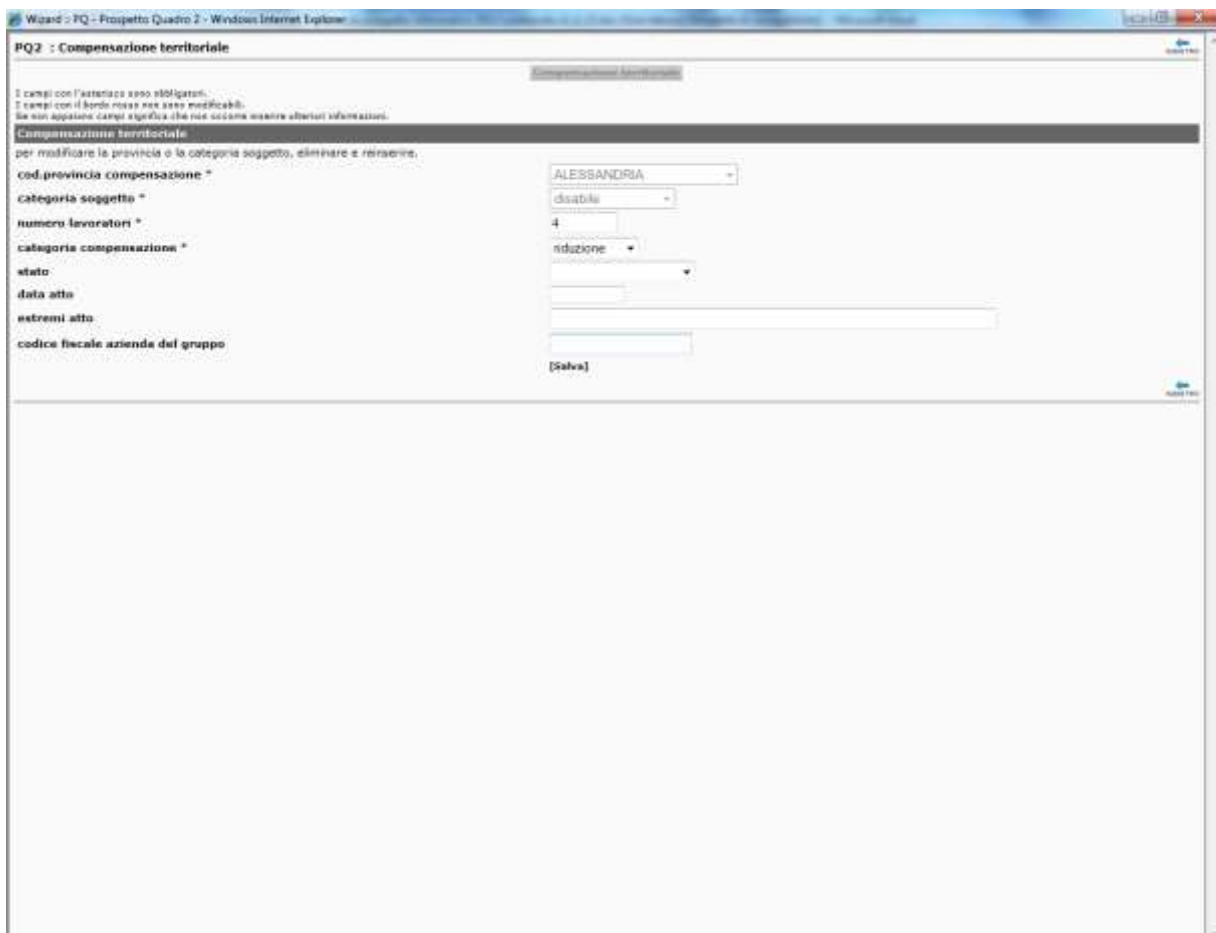 Wizard :: PQ - Prospetto Quadro 2 - Windows Internet Explorer
PQ2 : Compensazione territoriale
Compensazione territoriale
I campi con l'asterisco sono obbligatori.
I campi con il bordo rosso non sono modificabili.
Se non appaiono campi significa che non occorre inserire ulteriori informazioni.
Compensazione territoriale
per modificare la provincia o la categoria soggetto, eliminare e reinserire.
cod.provincia compensazione * ALESSANDRIA
categoria soggetto * disabile
numero lavoratori * 4
categoria compensazione * riduzione
stato
data atto
estremi atto
codice fiscale azienda del gruppo
[Salva]